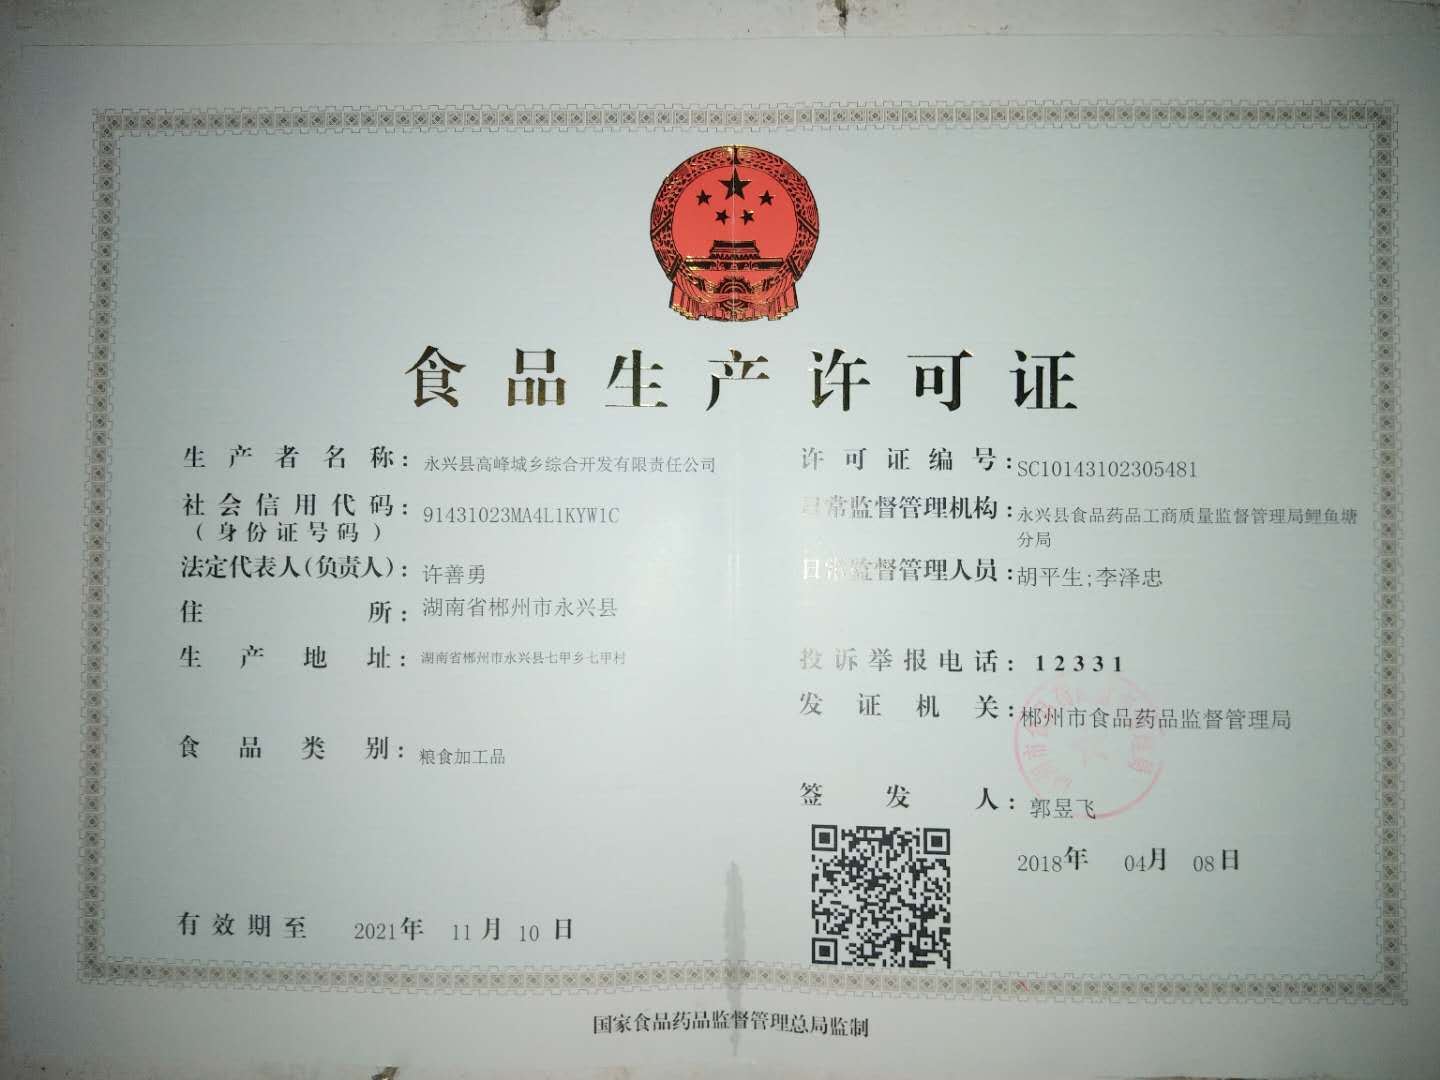 食品生产许可证
生产者名称：永兴县高峰城乡综合开发有限责任公司
社会信用代码：91431023MA4L1KYW1C
（身份证号码）
法定代表人（负责人）：许善勇
住所：湖南省郴州市永兴县
生产地址：湖南省郴州市永兴县七甲乡七甲村
食品类别：粮食加工品
有效期至 2021年 11月 10日
许可证编号：SC10143102305481
日常监督管理机构：永兴县食品药品工商质量监督管理局鲤鱼塘
分局
日常监督管理人员：胡平生;李泽忠
投诉举报电话：12331
发证机关：郴州市食品药品监督管理局
签发人：郭昱飞
2018年 04月 08日
国家食品药品监督管理总局监制